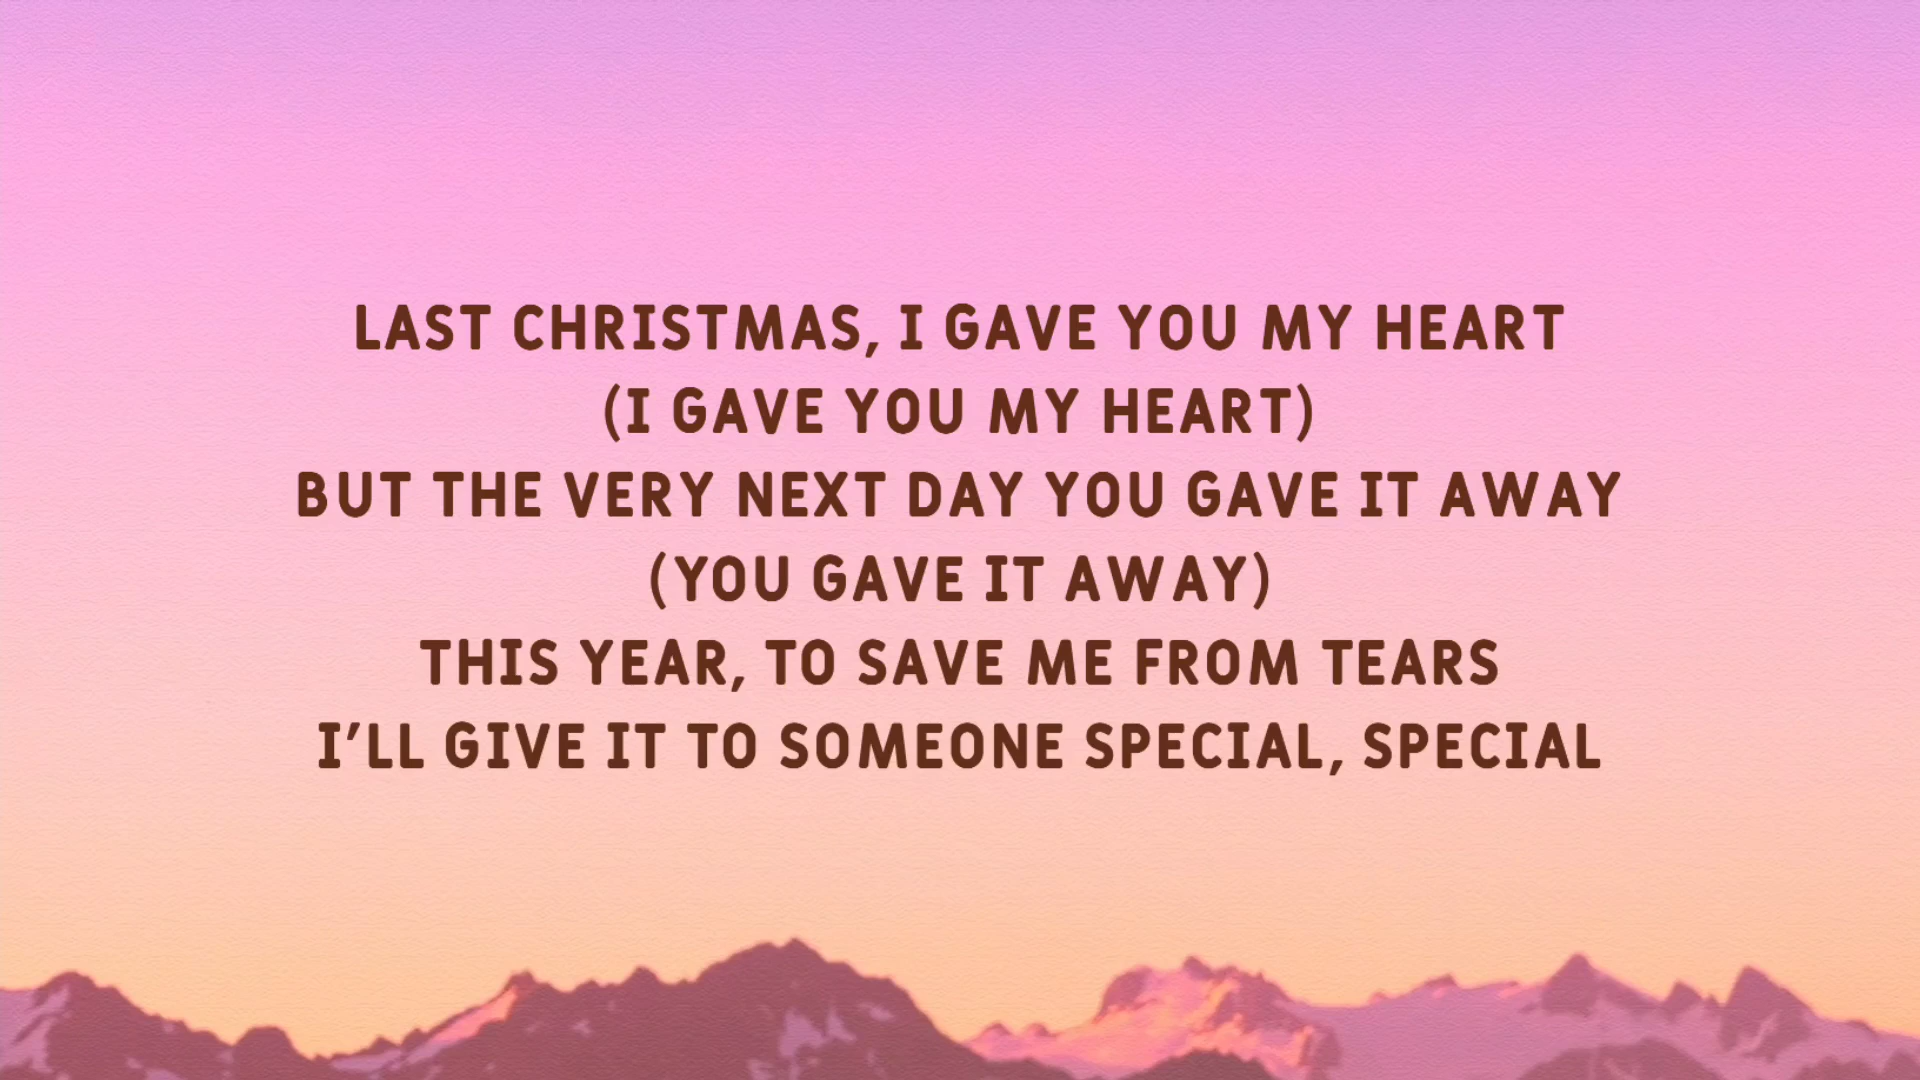 LAST CHRISTMAS, I GAVE YOU MY HEART
(I GAVE YOU MY HEART)
BUT THE VERY NEXT DAY YOU GAVE IT AWAY
(YOU GAVE IT AWAY)
THIS YEAR, TO SAVE ME FROM TEARS
I'LL GIVE IT TO SOMEONE SPECIAL, SPECIAL